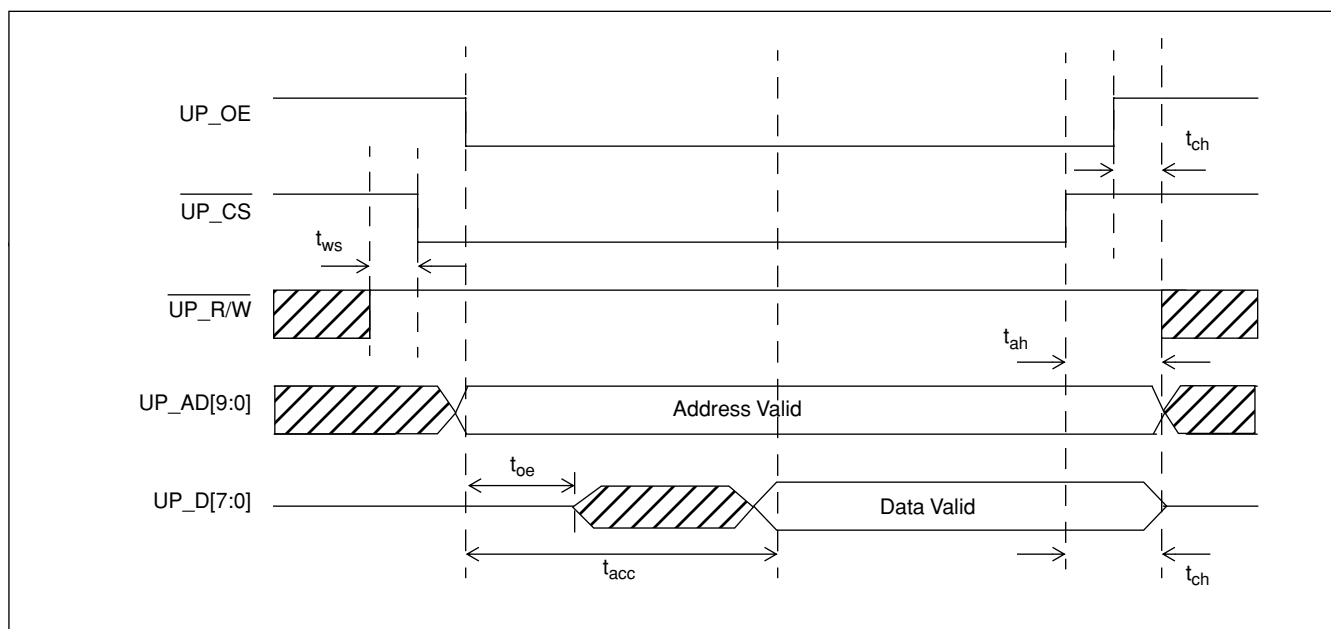 UP_OE
t_ch
UP_CS
t_ws
UP_R/W
t_ah
UP_AD[9:0]
Address Valid
t_oe
UP_D[7:0]
Data Valid
t_acc
t_ch